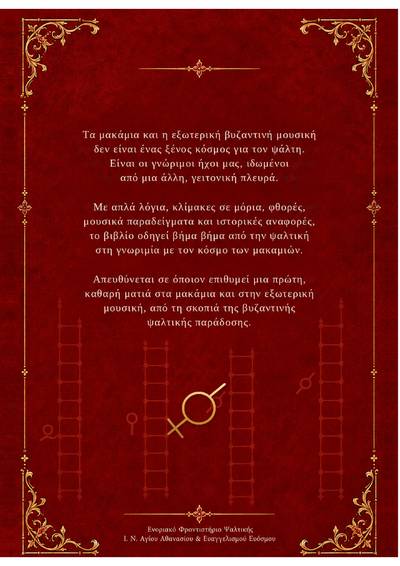 Τα μακάμια και η εξωτερική βυζαντινή μουσική
δεν είναι ένας ξένος κόσμος για τον ψάλτη.
Είναι οι γνώριμοι ήχοι μας, ιδωμένοι
από μια άλλη, γειτονική πλευρά.
Με απλά λόγια, κλίμακες σε μόρια, φθορές,
μουσικά παραδείγματα και ιστορικές αναφορές,
το βιβλίο οδηγεί βήμα βήμα από την ψαλτική
στη γνωριμία με τον κόσμο των μακαμιών.
Απευθύνεται σε όποιον επιθυμεί μια πρώτη,
καθαρή ματιά στα μακάμια και στην εξωτερική
μουσική, από τη σκοπιά της βυζαντινής
ψαλτικής παράδοσης.
Ενοριακό Φροντιστήριο Ψαλτικής
Ι. Ν. Αγίου Αθανασίου & Ευαγγελισμού Ευόσμου